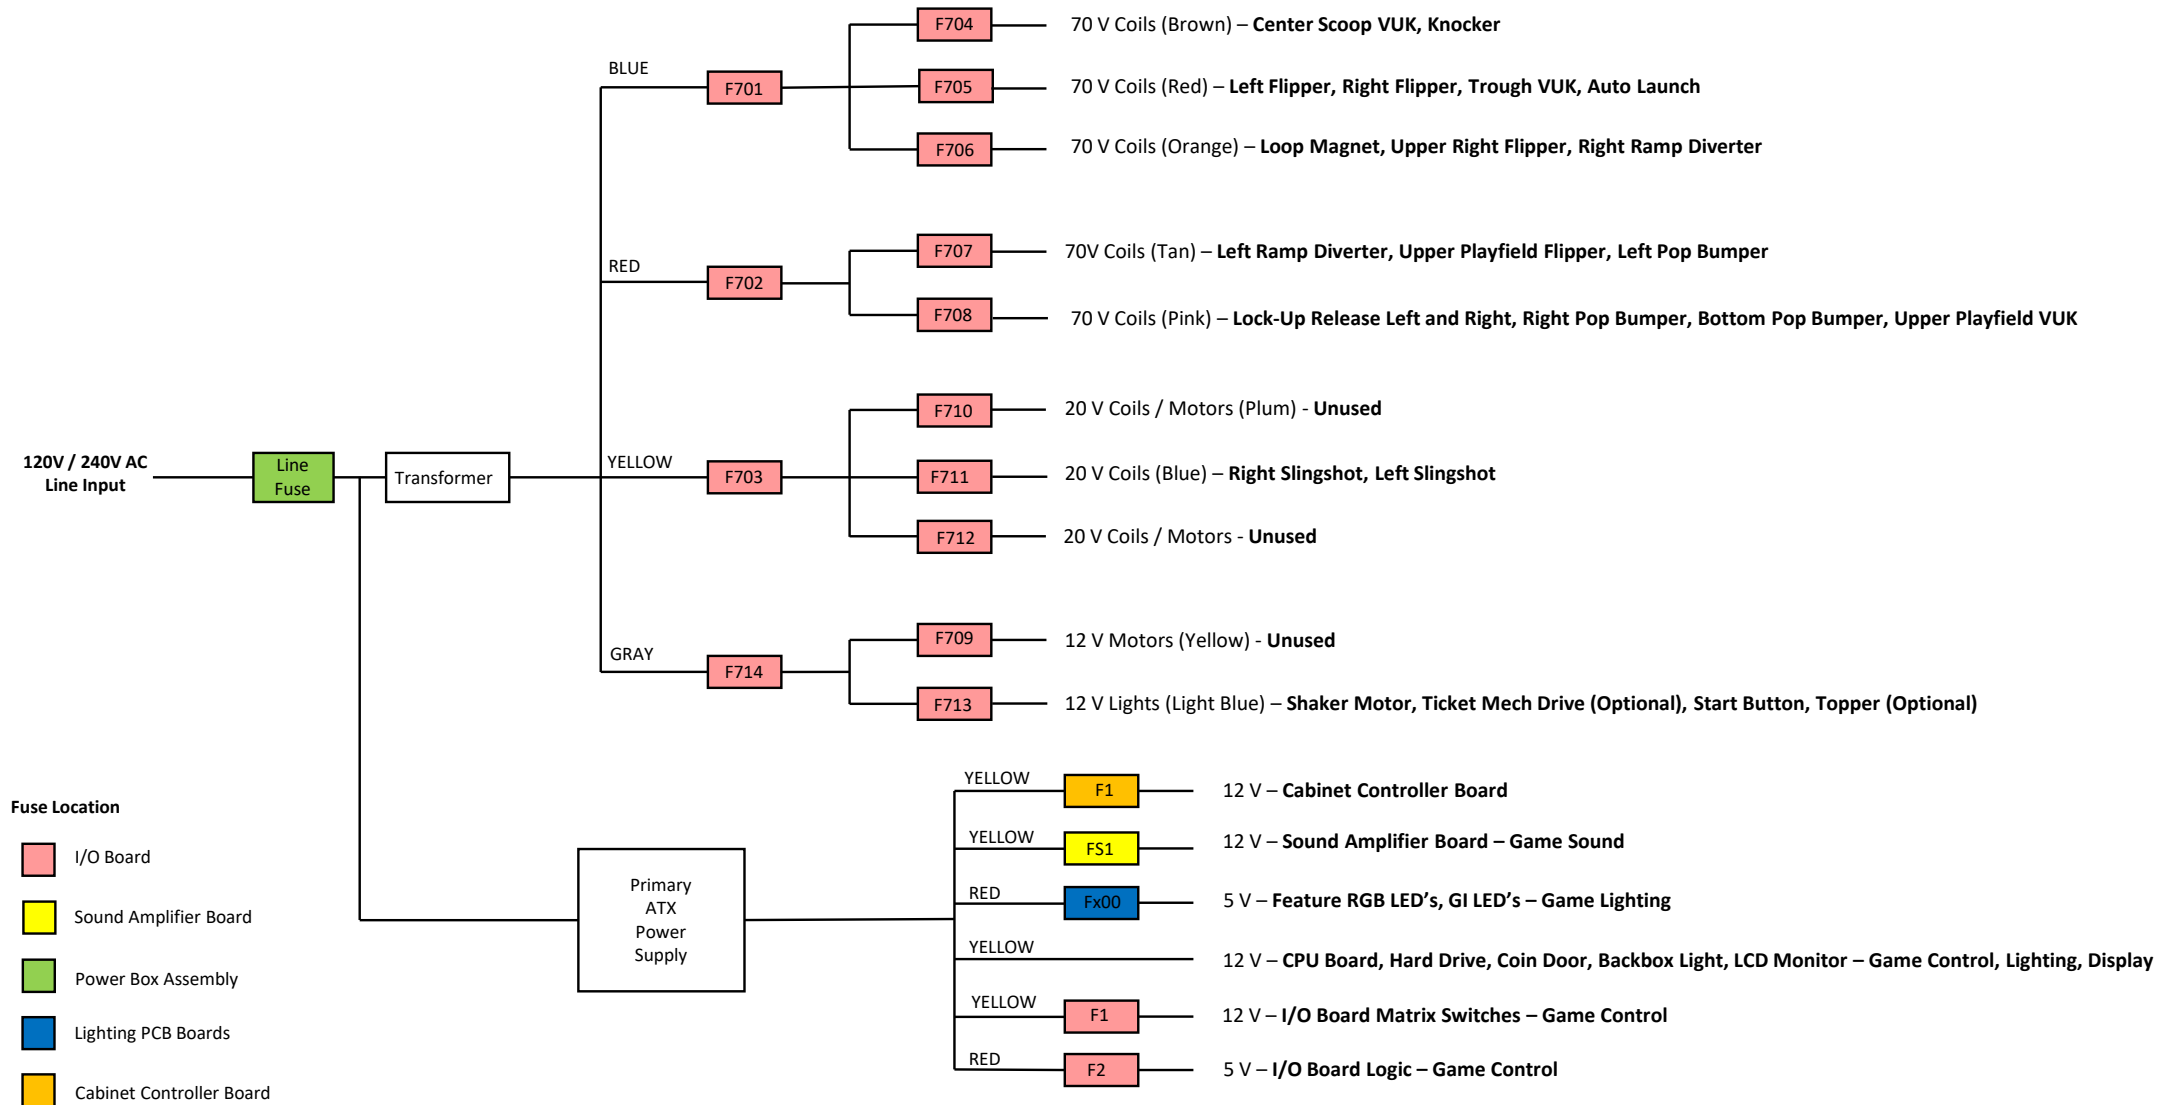 F704
70 V Coils (Brown) – Center Scoop VUK, Knocker
BLUE
F701
F705
70 V Coils (Red) – Left Flipper, Right Flipper, Trough VUK, Auto Launch
F706
70 V Coils (Orange) – Loop Magnet, Upper Right Flipper, Right Ramp Diverter
F707
70V Coils (Tan) – Left Ramp Diverter, Upper Playfield Flipper, Left Pop Bumper
RED
F702
F708
70 V Coils (Pink) – Lock-Up Release Left and Right, Right Pop Bumper, Bottom Pop Bumper, Upper Playfield VUK
F710
20 V Coils / Motors (Plum) - Unused
120V / 240V AC
Line Input
Line
Fuse
Transformer
YELLOW
F703
F711
20 V Coils (Blue) – Right Slingshot, Left Slingshot
F712
20 V Coils / Motors - Unused
F709
12 V Motors (Yellow) - Unused
GRAY
F714
F713
12 V Lights (Light Blue) – Shaker Motor, Ticket Mech Drive (Optional), Start Button, Topper (Optional)
YELLOW
F1
12 V – Cabinet Controller Board
YELLOW
FS1
12 V – Sound Amplifier Board – Game Sound
Primary
ATX
Power
Supply
RED
Fx00
5 V – Feature RGB LED's, GI LED's – Game Lighting
YELLOW
12 V – CPU Board, Hard Drive, Coin Door, Backbox Light, LCD Monitor – Game Control, Lighting, Display
YELLOW
F1
12 V – I/O Board Matrix Switches – Game Control
RED
F2
5 V – I/O Board Logic – Game Control
Fuse Location
I/O Board
Sound Amplifier Board
Power Box Assembly
Lighting PCB Boards
Cabinet Controller Board